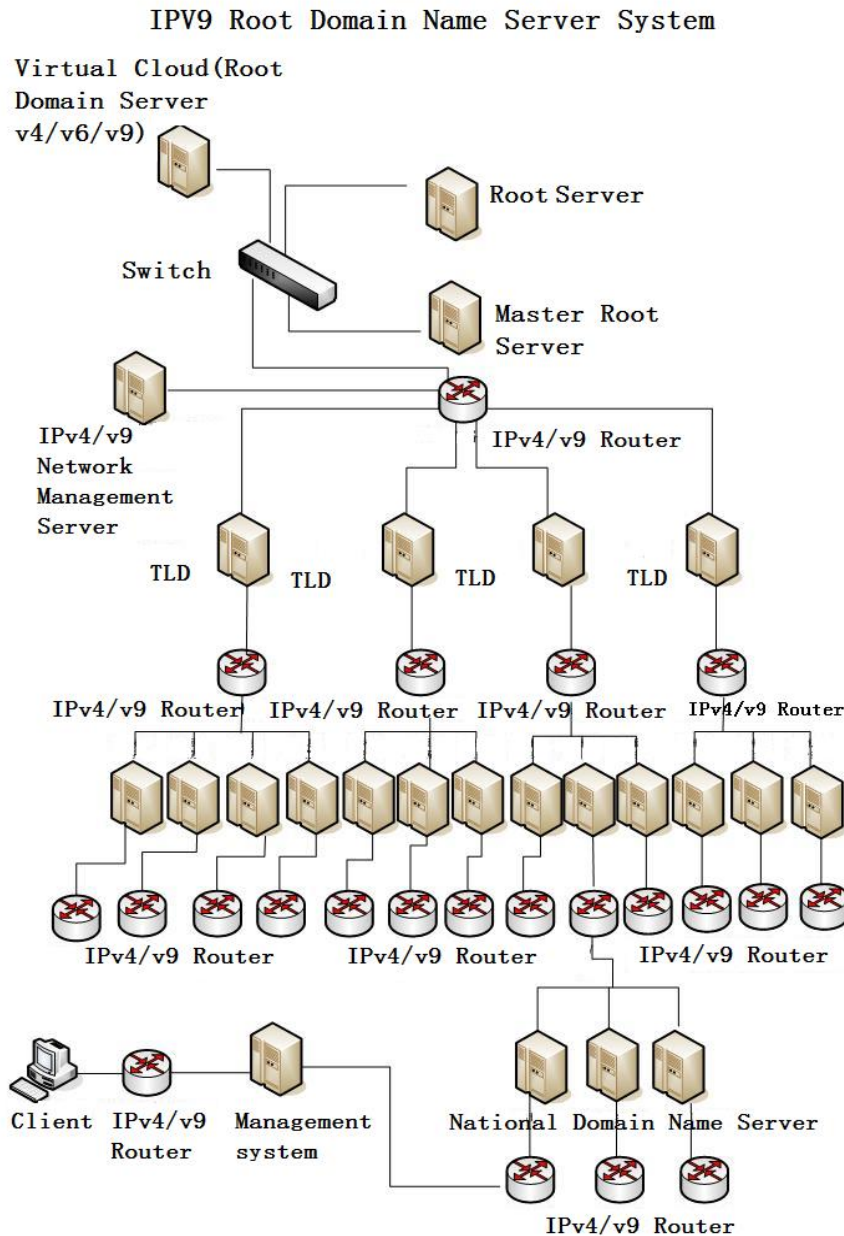 IPV9 Root Domain Name Server System
Virtual Cloud(Root
Domain Server
v4/v6/v9)
Root Server
Switch
Master Root
Server
IPv4/v9 Router
IPv4/v9
Network
Management
Server
TLD
TLD
TLD
TLD
IPv4/v9 Router
IPv4/v9 Router
IPv4/v9 Router
IPv4/v9 Router
IPv4/v9 Router
IPv4/v9 Router
IPv4/v9 Router
Client
IPv4/v9
Router
Management
system
National Domain Name Server
IPv4/v9 Router